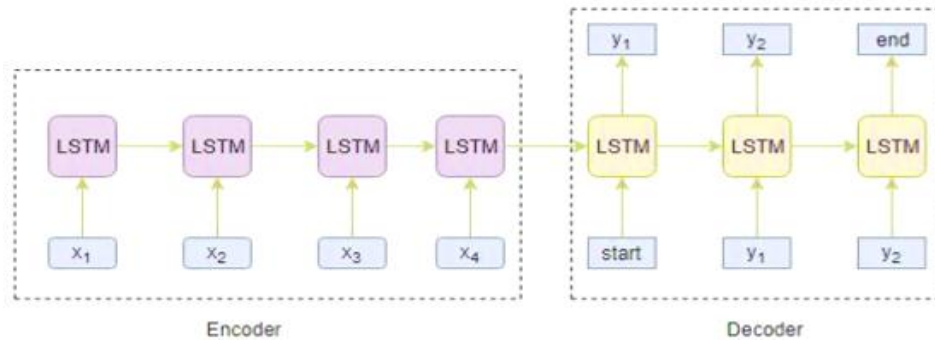 y₁ y₂ end
LSTM LSTM LSTM LSTM LSTM LSTM LSTM
x₁ x₂ x₃ x₄ start y₁ y₂
Encoder Decoder